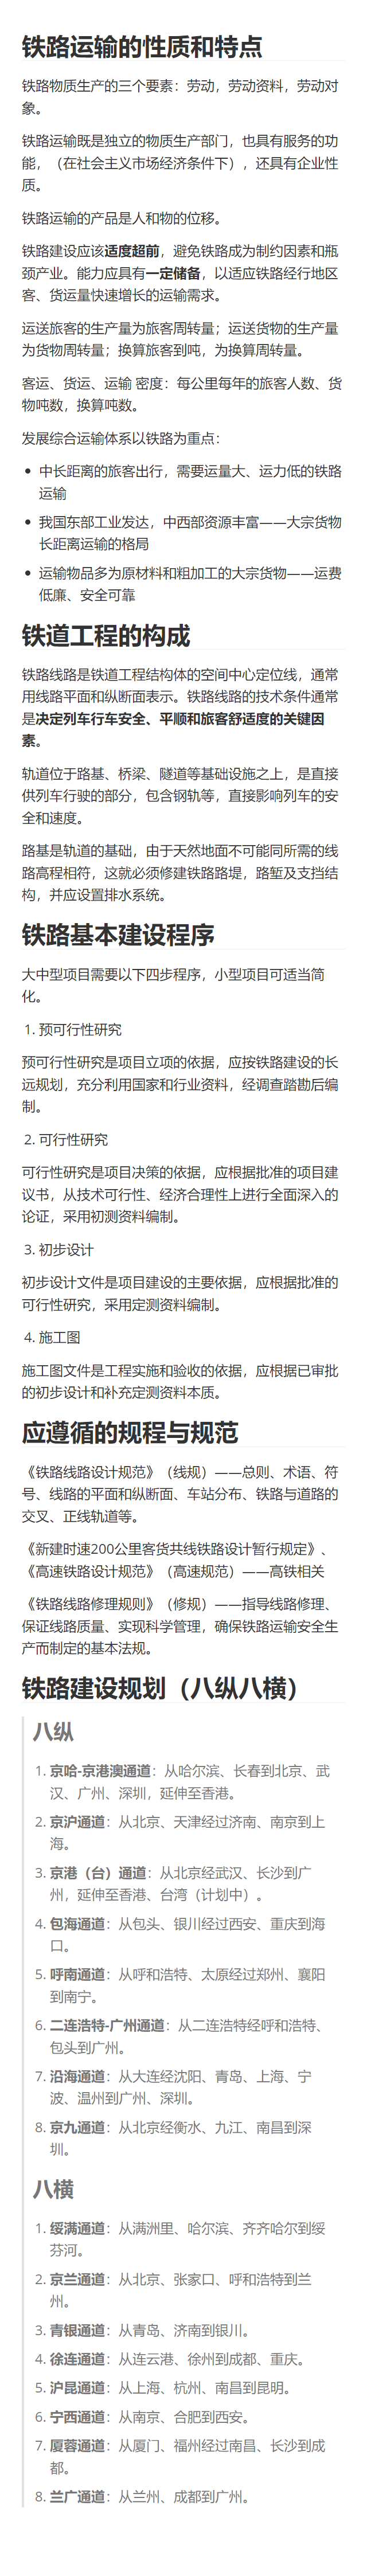 铁路运输的性质和特点
铁路物质生产的三个要素：劳动，劳动资料，劳动对
象。
铁路运输既是独立的物质生产部门，也具有服务的功
能，（在社会主义市场经济条件下），还具有企业性
质。
铁路运输的产品是人和物的位移。
铁路建设应该适度超前，避免铁路成为制约因素和瓶
颈产业。能力应具有一定储备，以适应铁路经行地区
客、货运量快速增长的运输需求。
运送旅客的生产量为旅客周转量；运送货物的生产量
为货物周转量；换算旅客到吨，为换算周转量。
客运、货运、运输 密度：每公里每年的旅客人数、货
物吨数，换算吨数。
发展综合运输体系以铁路为重点：
• 中长距离的旅客出行，需要运量大、运力低的铁路
运输
• 我国东部工业发达，中西部资源丰富——大宗货物
长距离运输的格局
• 运输物品多为原材料和粗加工的大宗货物——运费
低廉、安全可靠
铁道工程的构成
铁路线路是铁道工程结构体的空间中心定位线，通常
用线路平面和纵断面表示。铁路线路的技术条件通常
是决定列车行车安全、平顺和旅客舒适度的关键因
素。
轨道位于路基、桥梁、隧道等基础设施之上，是直接
供列车行驶的部分，包含钢轨等，直接影响列车的安
全和速度。
路基是轨道的基础，由于天然地面不可能同所需的线
路高程相符，这就必须修建铁路路堤，路堑及支挡结
构，并应设置排水系统。
铁路基本建设程序
大中型项目需要以下四步程序，小型项目可适当简
化。
1. 预可行性研究
预可行性研究是项目立项的依据，应按铁路建设的长
远规划，充分利用国家和行业资料，经调查踏勘后编
制。
2. 可行性研究
可行性研究是项目决策的依据，应根据批准的项目建
议书，从技术可行性、经济合理性上进行全面深入的
论证，采用初测资料编制。
3. 初步设计
初步设计文件是项目建设的主要依据，应根据批准的
可行性研究，采用定测资料编制。
4. 施工图
施工图文件是工程实施和验收的依据，应根据已审批
的初步设计和补充定测资料本质。
应遵循的规程与规范
《铁路线路设计规范》（线规）——总则、术语、符
号、线路的平面和纵断面、车站分布、铁路与道路的
交叉、正线轨道等。
《新建时速200公里客货共线铁路设计暂行规定》、
《高速铁路设计规范》（高速规范）——高铁相关
《铁路线路修理规则》（修规）——指导线路修理、
保证线路质量、实现科学管理，确保铁路运输安全生
产而制定的基本法规。
铁路建设规划（八纵八横）
八纵
1. 京哈-京港澳通道：从哈尔滨、长春到北京、武
汉、广州、深圳，延伸至香港。
2. 京沪通道：从北京、天津经过济南、南京到上
海。
3. 京港（台）通道：从北京经武汉、长沙到广
州，延伸至香港、台湾（计划中）。
4. 包海通道：从包头、银川经过西安、重庆到海
口。
5. 呼南通道：从呼和浩特、太原经过郑州、襄阳
到南宁。
6. 二连浩特-广州通道：从二连浩特经呼和浩特、
包头到广州。
7. 沿海通道：从大连经沈阳、青岛、上海、宁
波、温州到广州、深圳。
8. 京九通道：从北京经衡水、九江、南昌到深
圳。
八横
1. 绥满通道：从满洲里、哈尔滨、齐齐哈尔到绥
芬河。
2. 京兰通道：从北京、张家口、呼和浩特到兰
州。
3. 青银通道：从青岛、济南到银川。
4. 徐连通道：从连云港、徐州到成都、重庆。
5. 沪昆通道：从上海、杭州、南昌到昆明。
6. 宁西通道：从南京、合肥到西安。
7. 厦蓉通道：从厦门、福州经过南昌、长沙到成
都。
8. 兰广通道：从兰州、成都到广州。